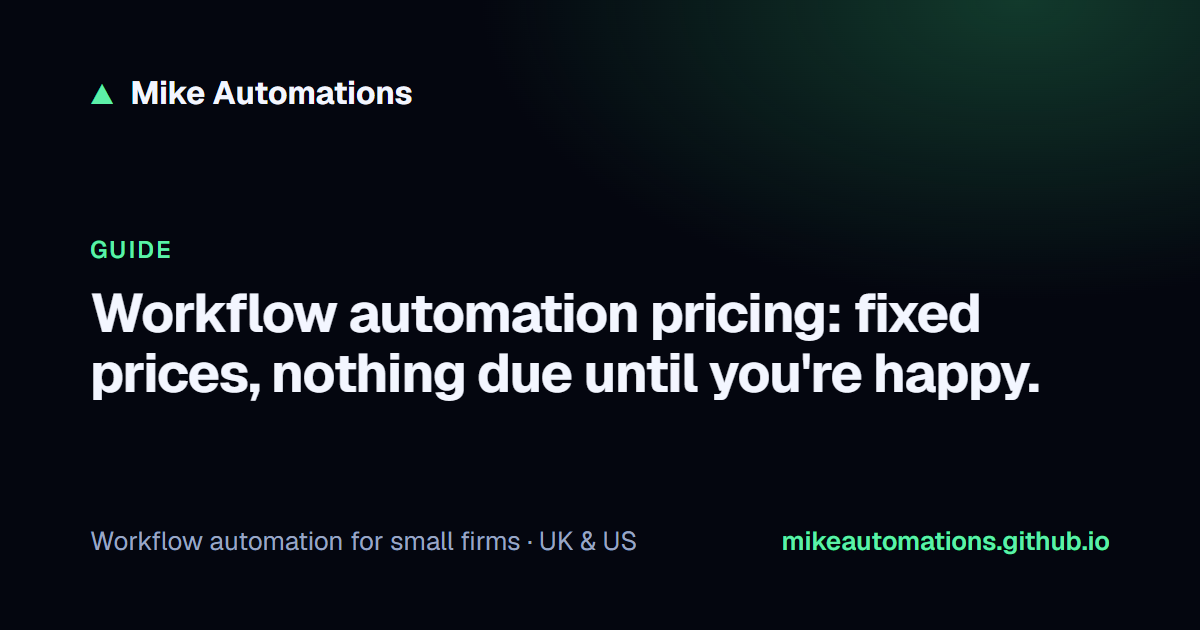 Mike Automations
GUIDE
Workflow automation pricing: fixed
prices, nothing due until you're happy.
Workflow automation for small firms · UK & US
mikeautomations.github.io